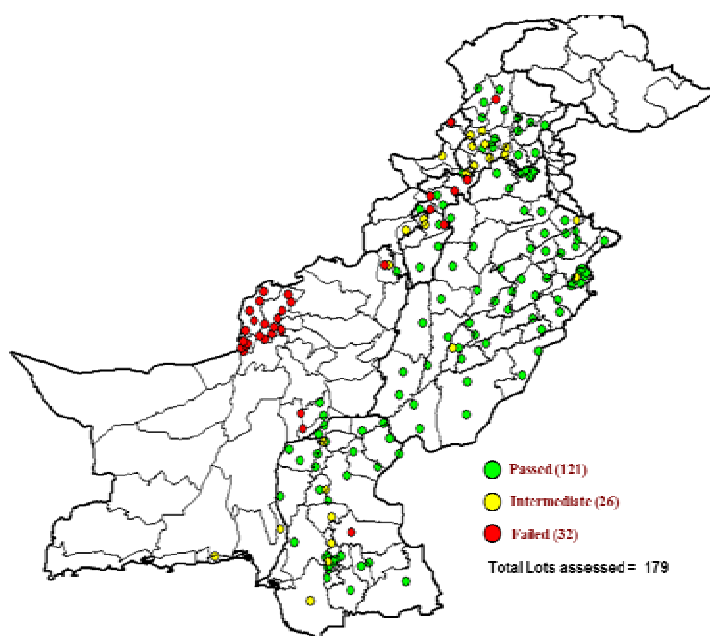 Passed (121)
Intermediate (26)
Failed (32)
Total Lots assessed = 179